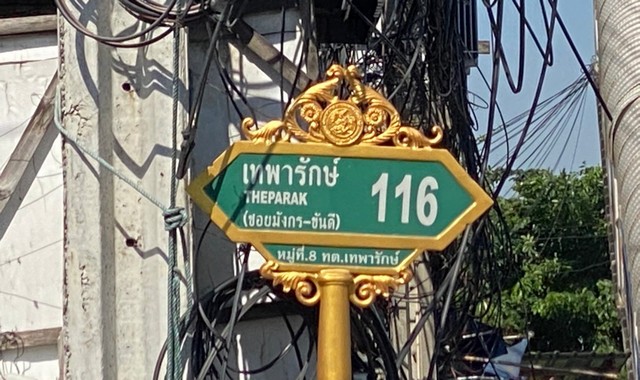 เทพารักษ์
THEPARAK
116
(ซอยมังกร-ขันดี)
หมู่ที่.8 ทต.เทพารักษ์